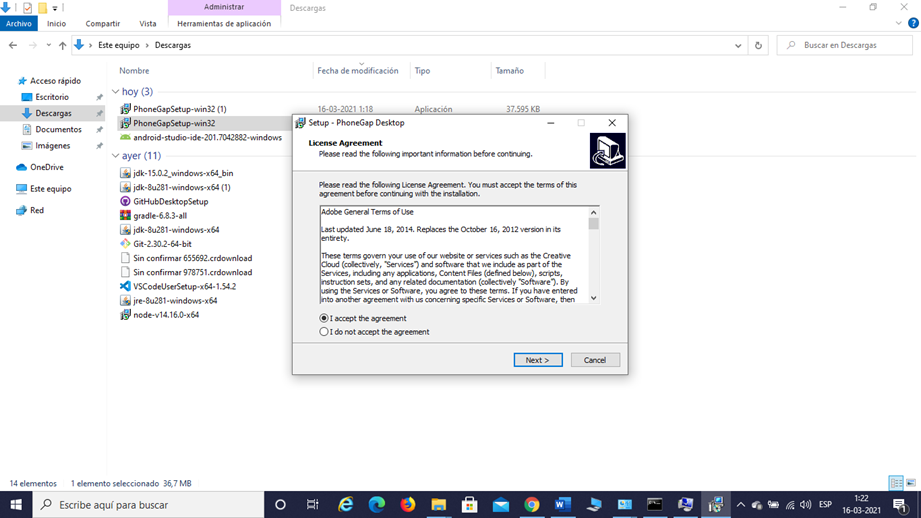 Administrar
Descargas
Archivo Inicio Compartir Vista Herramientas de aplicación
Este equipo > Descargas
Buscar en Descargas
Nombre Fecha de modificación Tipo Tamaño
Acceso rápido
Escritorio
Descargas
Documentos
Imágenes
OneDrive
Este equipo
Red
hoy (3)
PhoneGapSetup-win32 (1) 16-03-2021 1:18 Aplicación 37.595 KB
PhoneGapSetup-win32
android-studio-ide-201.7042882-windows
ayer (11)
jdk-15.0.2_windows-x64_bin
jdk-8u281-windows-x64 (1)
GitHubDesktopSetup
gradle-6.8.3-all
jdk-8u281-windows-x64
Git-2.30.2-64-bit
Sin confirmar 655692.crdownload
Sin confirmar 978751.crdownload
VSCodeUserSetup-x64-1.54.2
jre-8u281-windows-x64
node-v14.16.0-x64
Setup - PhoneGap Desktop
License Agreement
Please read the following important information before continuing.
Please read the following License Agreement. You must accept the terms of this
agreement before continuing with the installation.
Adobe General Terms of Use
Last updated June 18, 2014. Replaces the October 16, 2012 version in its
entirety.
These terms govern your use of our website or services such as the Creative
Cloud (collectively, "Services") and software that we include as part of the
Services, including any applications, Content Files (defined below), scripts,
instruction sets, and any related documentation (collectively "Software"). By
using the Services or Software, you agree to these terms. If you have entered
into another agreement with us concerning specific Services or Software, then
I accept the agreement
I do not accept the agreement
Next >
Cancel
14 elementos 1 elemento seleccionado 36,7 MB
Escribe aquí para buscar
ESP
1:22
16-03-2021
1